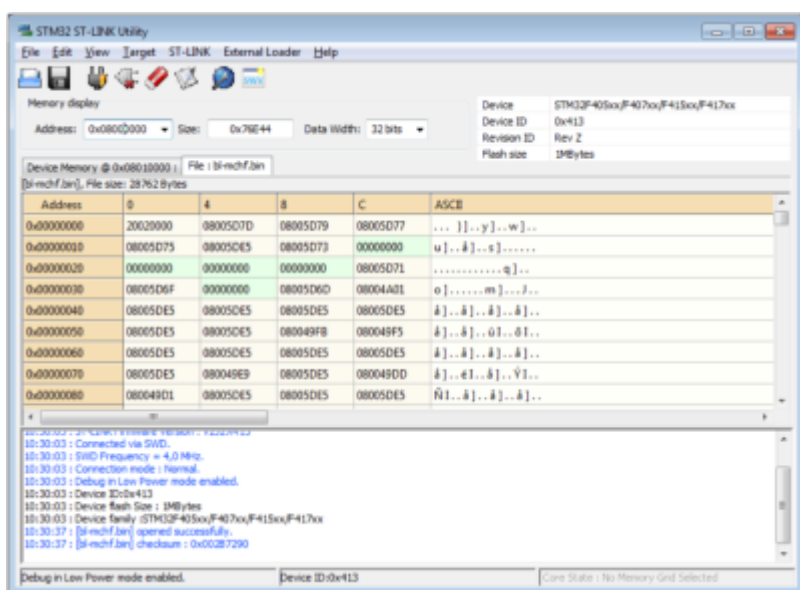 STM32 ST-LINK Utility
File Edit View Target ST-LINK External Loader Help
Memory display
Address: Size: 0x76E44 Data Width: 32 bits
Device STM32F405xx/F407xx/F415xx/F417xx
Device ID 0x413
Revision ID Rev Z
Flash size 1MBytes
Device Memory @ 0x08010000 : File : bl-mchf.bin
[bl-mchf.bin], File size: 28762 Bytes
Address 0 4 8 C ASCII
0x00000000 20020000 08005D7D 08005D79 08005D77 ... }]..y]..w]..
0x00000010 08005D75 08005DE5 08005D73 00000000 u]..å]..s]......
0x00000020 00000000 00000000 00000000 08005D71 ............q]..
0x00000030 08005D6F 00000000 08005D6D 08004A01 o]......m]...J..
0x00000040 08005DE5 08005DE5 08005DE5 08005DE5 å]..å]..å]..å]..
0x00000050 08005DE5 08005DE5 080049FB 080049F5 å]..å]..ûI..õI..
0x00000060 08005DE5 08005DE5 08005DE5 08005DE5 å]..å]..å]..å]..
0x00000070 08005DE5 080049E9 08005DE5 080049DD å]..éI..å]..ÝI..
0x00000080 080049D1 08005DE5 08005DE5 08005DE5 ÑI..å]..å]..å]..
10:30:03 : Connected via SWD.
10:30:03 : SWD Frequency = 4,0 MHz.
10:30:03 : Connection mode : Normal.
10:30:03 : Debug in Low Power mode enabled.
10:30:03 : Device ID:0x413
10:30:03 : Device flash Size : 1MBytes
10:30:03 : Device family :STM32F405xx/F407xx/F415xx/F417xx
10:30:37 : [bl-mchf.bin] opened successfully.
10:30:37 : [bl-mchf.bin] checksum : 0x002B7290
Debug in Low Power mode enabled. Device ID:0x413 Core State : No Memory Grid Selected